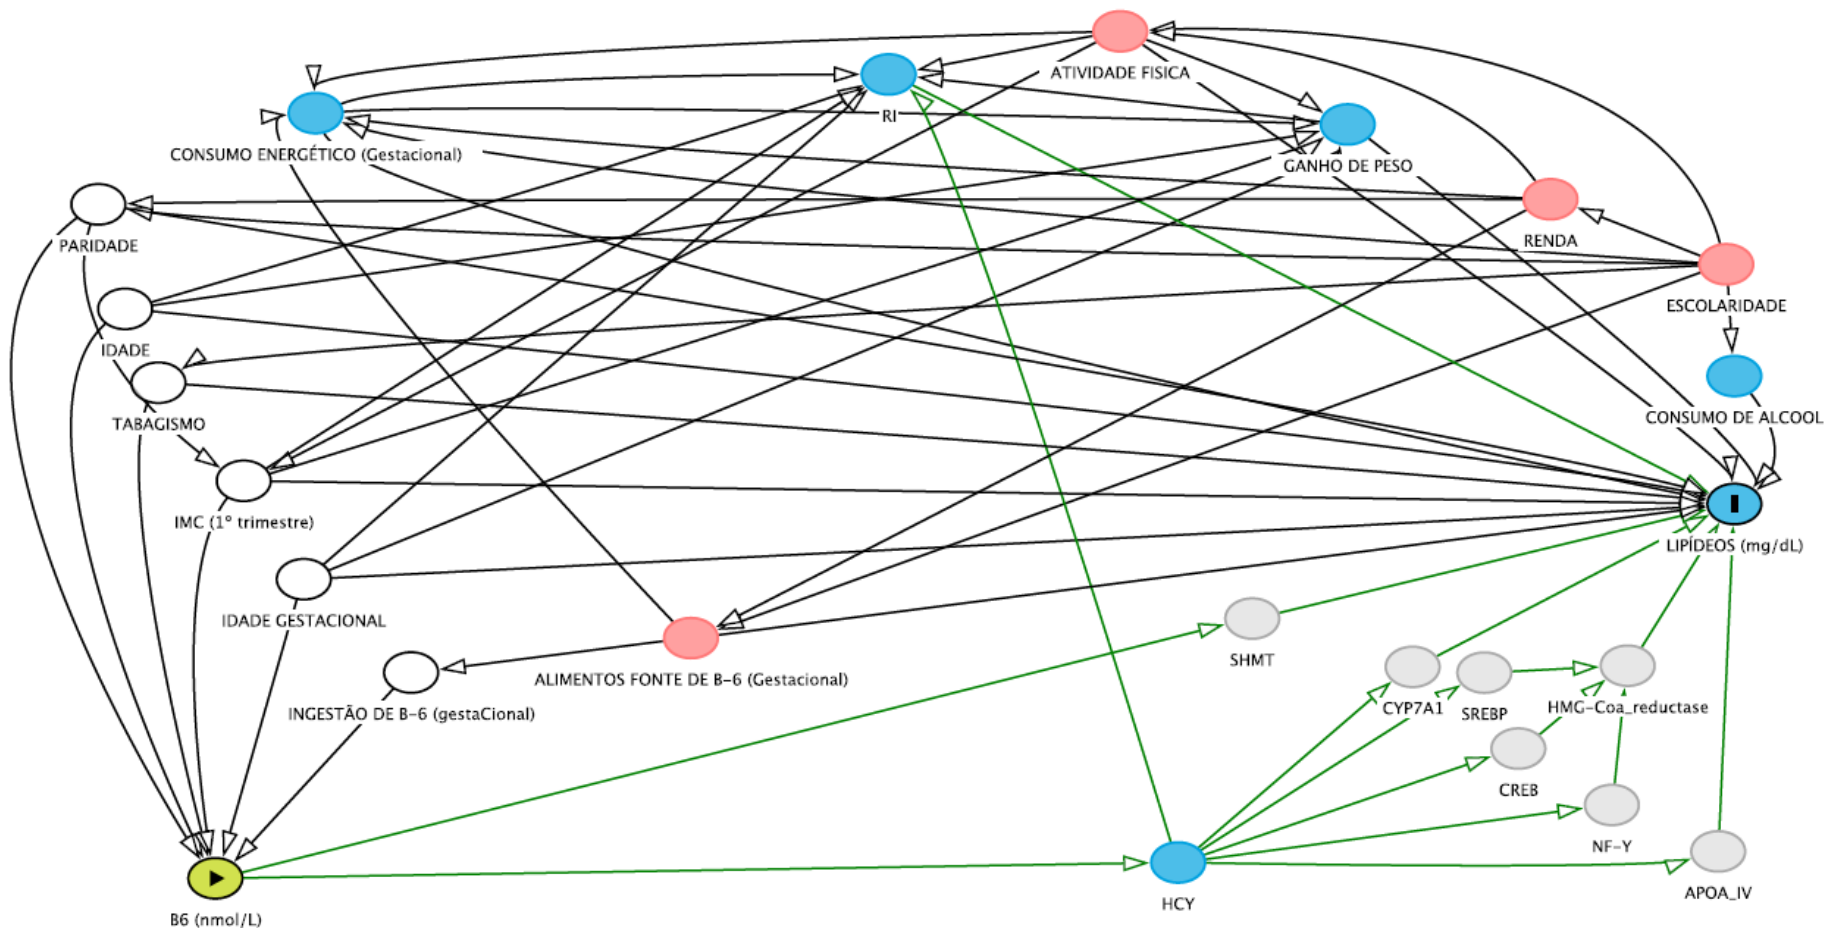 ATIVIDADE FISICA
RI
CONSUMO ENERGÉTICO (Gestacional)
GANHO DE PESO
PARIDADE
RENDA
ESCOLARIDADE
IDADE
TABAGISMO
CONSUMO DE ALCOOL
IMC (1º trimestre)
LIPÍDEOS (mg/dL)
IDADE GESTACIONAL
SHMT
ALIMENTOS FONTE DE B-6 (Gestacional)
INGESTÃO DE B-6 (gestaCional)
CYP7A1
SREBP
HMG-Coa_reductase
CREB
NF-Y
APOA_IV
HCY
B6 (nmol/L)